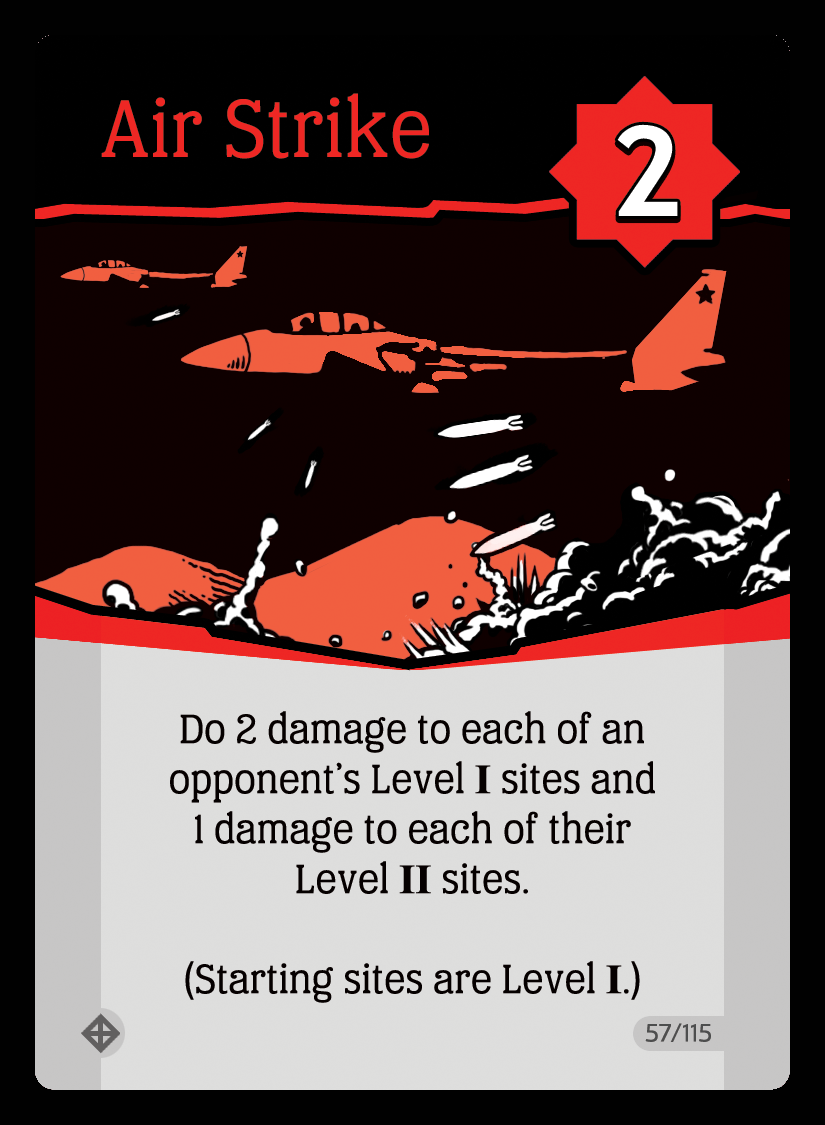 Air Strike
2
Do 2 damage to each of an
opponent's Level I sites and
1 damage to each of their
Level II sites.
(Starting sites are Level I.)
57/115